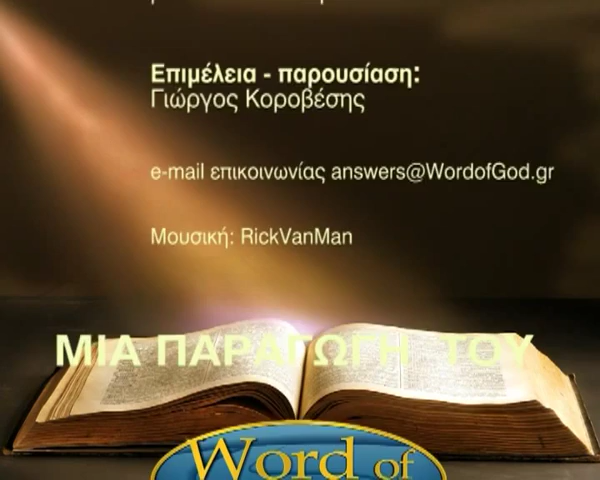 Επιμέλεια - παρουσίαση:
Γιώργος Κοροβέσης
e-mail επικοινωνίας answers@WordofGod.gr
Μουσική: RickVanMan
ΜΙΑ ΠΑΡΑΓΩΓΗ ΤΟΥ
Word of